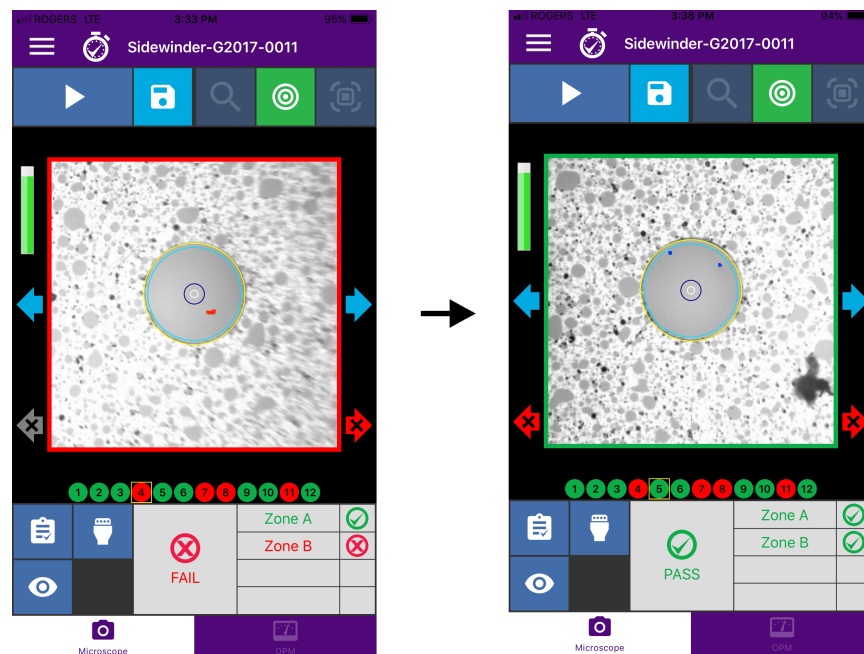 ROGERS LTE 3:33 PM 95%
Sidewinder-G2017-0011
1 2 3 4 5 6 7 8 9 10 11 12
Zone A
Zone B
FAIL
Microscope
OPM
ROGERS LTE 3:38 PM 94%
Sidewinder-G2017-0011
1 2 3 4 5 6 7 8 9 10 11 12
Zone A
Zone B
PASS
Microscope
OPM